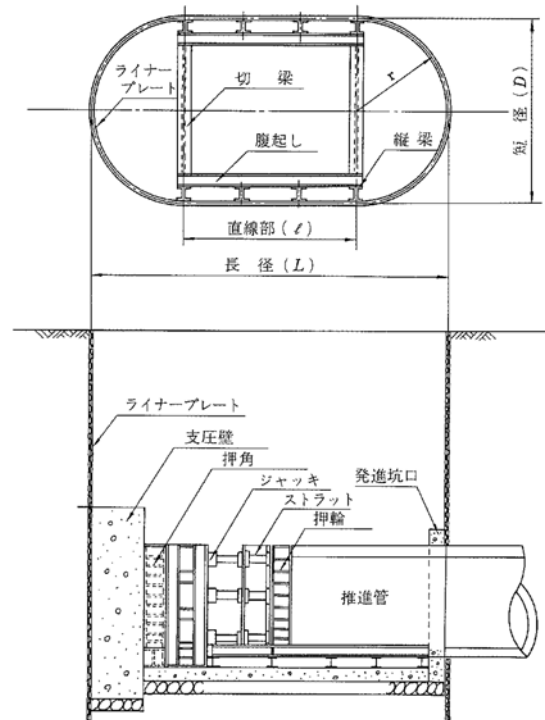 ライナー
プレート
切梁
r
腹起し
縦梁
短径(D)
直線部(ℓ)
長径(L)
ライナープレート
支圧壁
押角
ジャッキ
ストラット
押輪
発進坑口
推進管